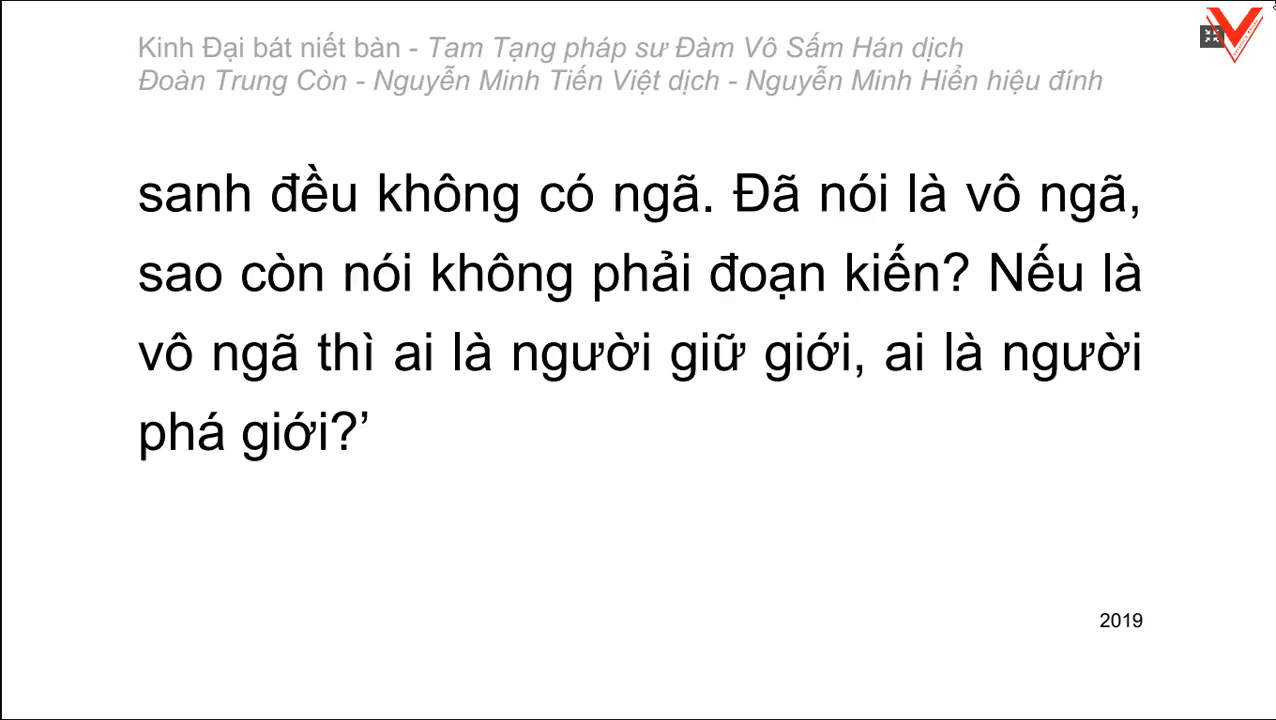 Kinh Đại bát niết bàn - Tam Tạng pháp sư Đàm Vô Sấm Hán dịch
Đoàn Trung Còn - Nguyễn Minh Tiến Việt dịch - Nguyễn Minh Hiển hiệu đính
sanh đều không có ngã. Đã nói là vô ngã,
sao còn nói không phải đoạn kiến? Nếu là
vô ngã thì ai là người giữ giới, ai là người
phá giới?’
2019